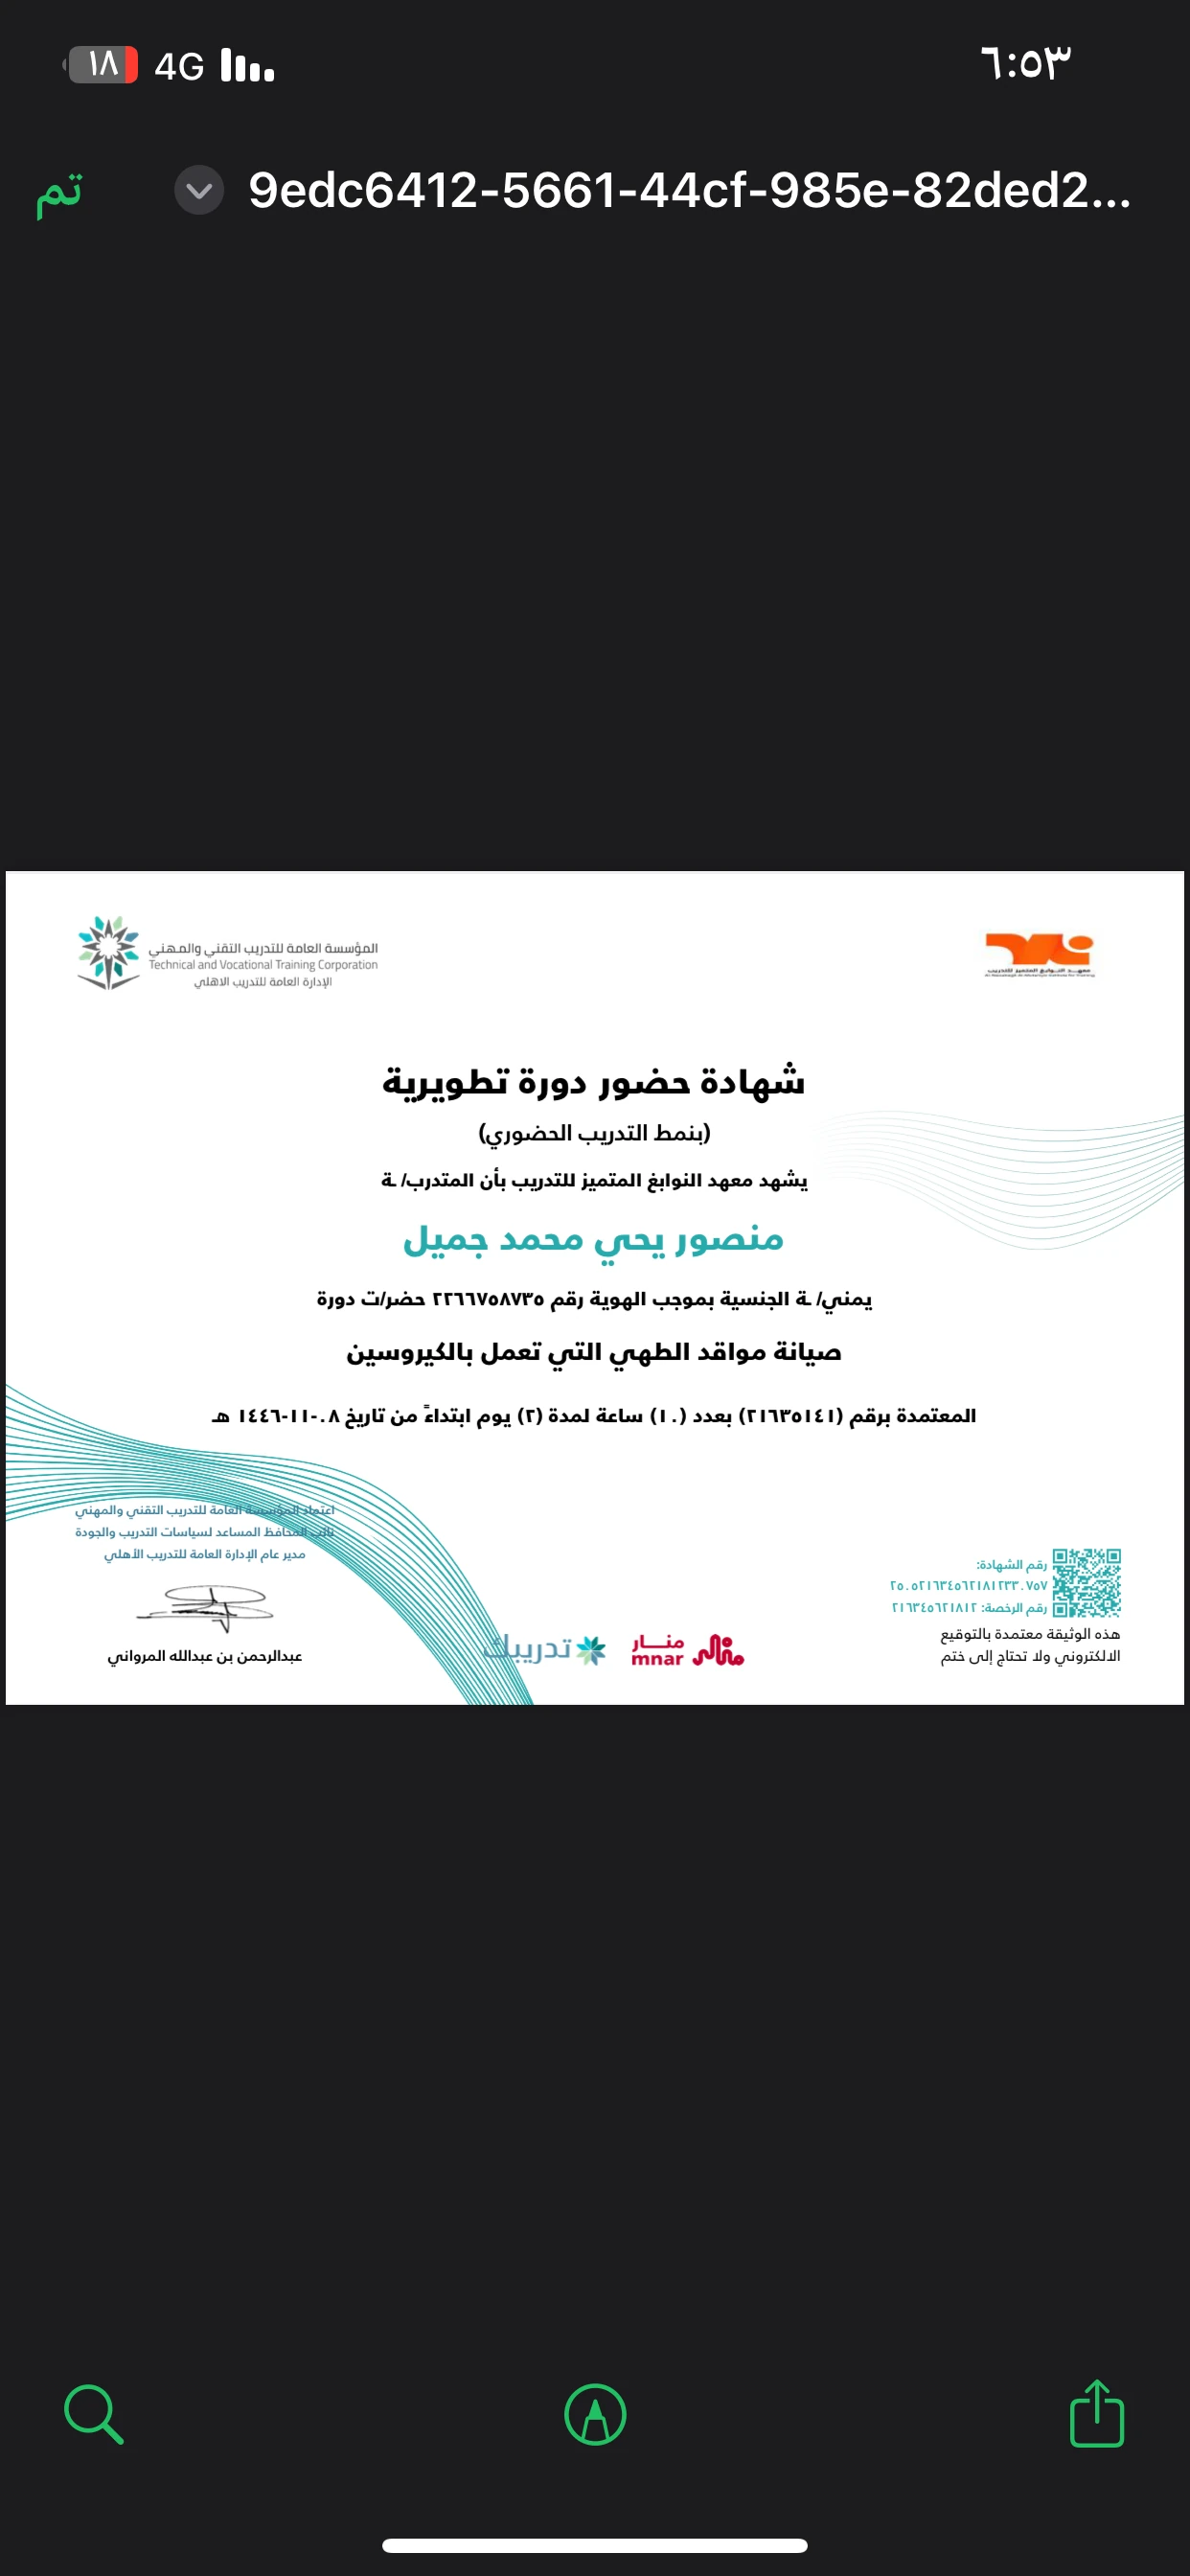 ٦:٥٣
4G
١٨
9edc6412-5661-44cf-985e-82ded2...
تم
المؤسسة العامة للتدريب التقني والمهني
Technical and Vocational Training Corporation
الإدارة العامة للتدريب الاهلي
معهد النوابغ المتميز للتدريب
شهادة حضور دورة تطويرية
(بنمط التدريب الحضوري)
يشهد معهد النوابغ المتميز للتدريب بأن المتدرب/ـة
منصور يحي محمد جميل
يمني/ـة الجنسية بموجب الهوية رقم ٢٢٦٦٧٥٨٧٣٥ حضر/ت دورة
صيانة مواقد الطهي التي تعمل بالكيروسين
المعتمدة برقم (٢١٦٣٥١٤١) بعدد (١٠) ساعة لمدة (٢) يوم ابتداءً من تاريخ ٠٨-١١-١٤٤٦ هـ
اعتماد المؤسسة العامة للتدريب التقني والمهني
نائب المحافظ المساعد لسياسات التدريب والجودة
مدير عام الإدارة العامة للتدريب الأهلي
عبدالرحمن بن عبدالله المرواني
رقم الشهادة:
٢٥٠٥٢١٦٣٤٥٦٢١٨١٢٣٣٠٧٥٧
رقم الرخصة: ٢١٦٣٤٥٦٢١٨١٢
هذه الوثيقة معتمدة بالتوقيع
الالكتروني ولا تحتاج إلى ختم
منار
mnar
تدريبك